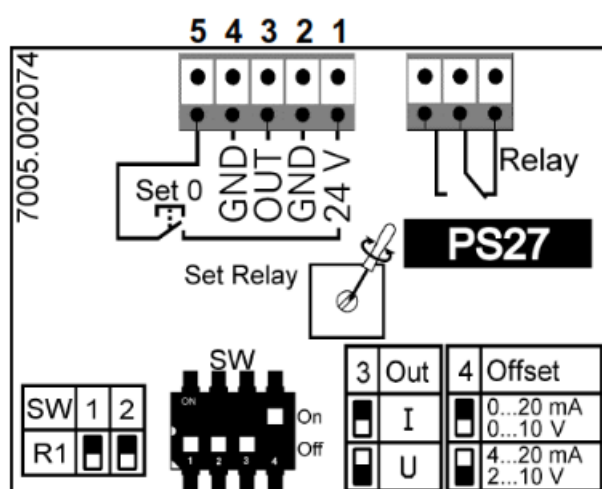 5 4 3 2 1
7005.002074
Set 0
GND
OUT
GND
24 V
Relay
PS27
Set Relay
SW
ON
On
Off
1 2 3 4
SW 1 2
R1
3 Out 4 Offset
I 0...20 mA
0...10 V
U 4...20 mA
2...10 V